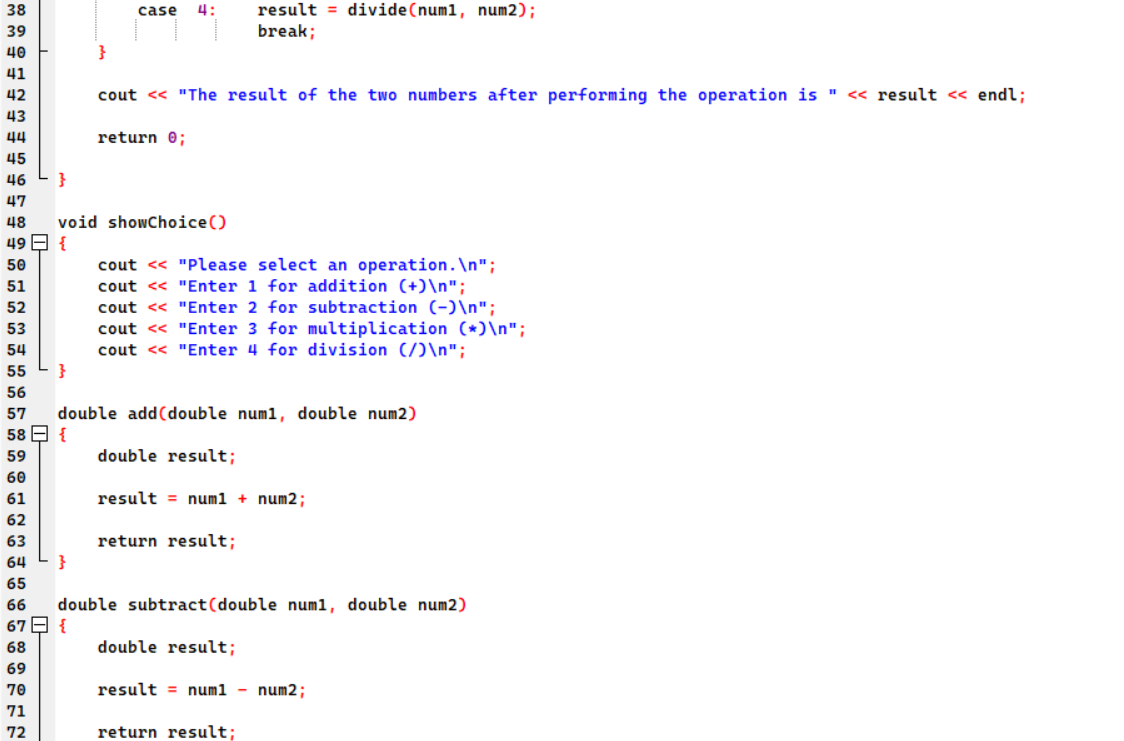 38 case 4: result = divide(num1, num2);
39 break;
40 }
41
42 cout << "The result of the two numbers after performing the operation is " << result << endl;
43
44 return 0;
45
46 }
47
48 void showChoice()
49 {
50 cout << "Please select an operation.\n";
51 cout << "Enter 1 for addition (+)\n";
52 cout << "Enter 2 for subtraction (-)\n";
53 cout << "Enter 3 for multiplication (*)\n";
54 cout << "Enter 4 for division (/)\n";
55 }
56
57 double add(double num1, double num2)
58 {
59 double result;
60
61 result = num1 + num2;
62
63 return result;
64 }
65
66 double subtract(double num1, double num2)
67 {
68 double result;
69
70 result = num1 - num2;
71
72 return result;